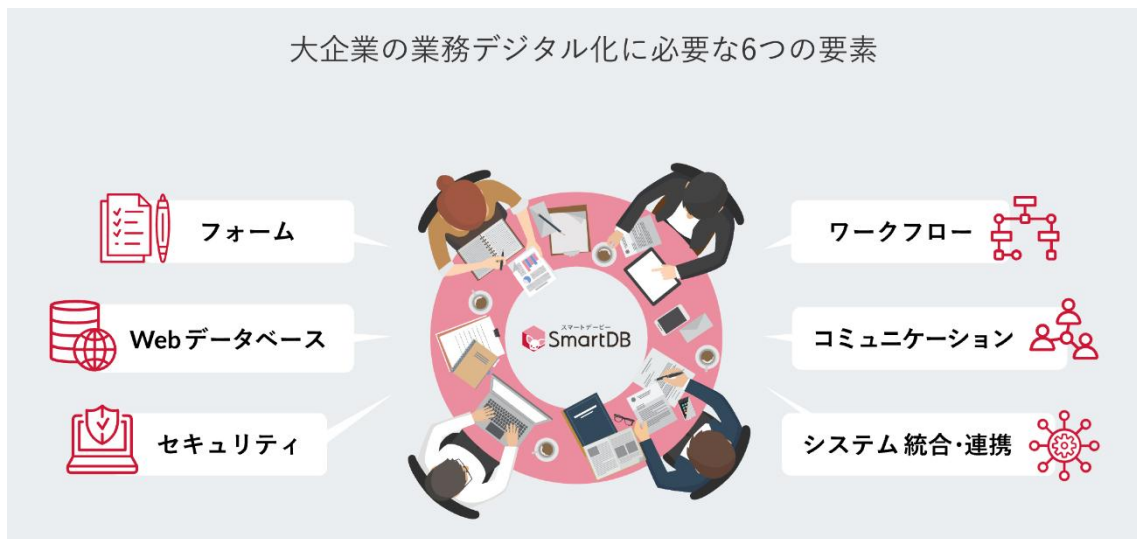 大企業の業務デジタル化に必要な6つの要素
フォーム
Webデータベース
セキュリティ
スマートデービー
SmartDB
ワークフロー
コミュニケーション
システム 統合・連携